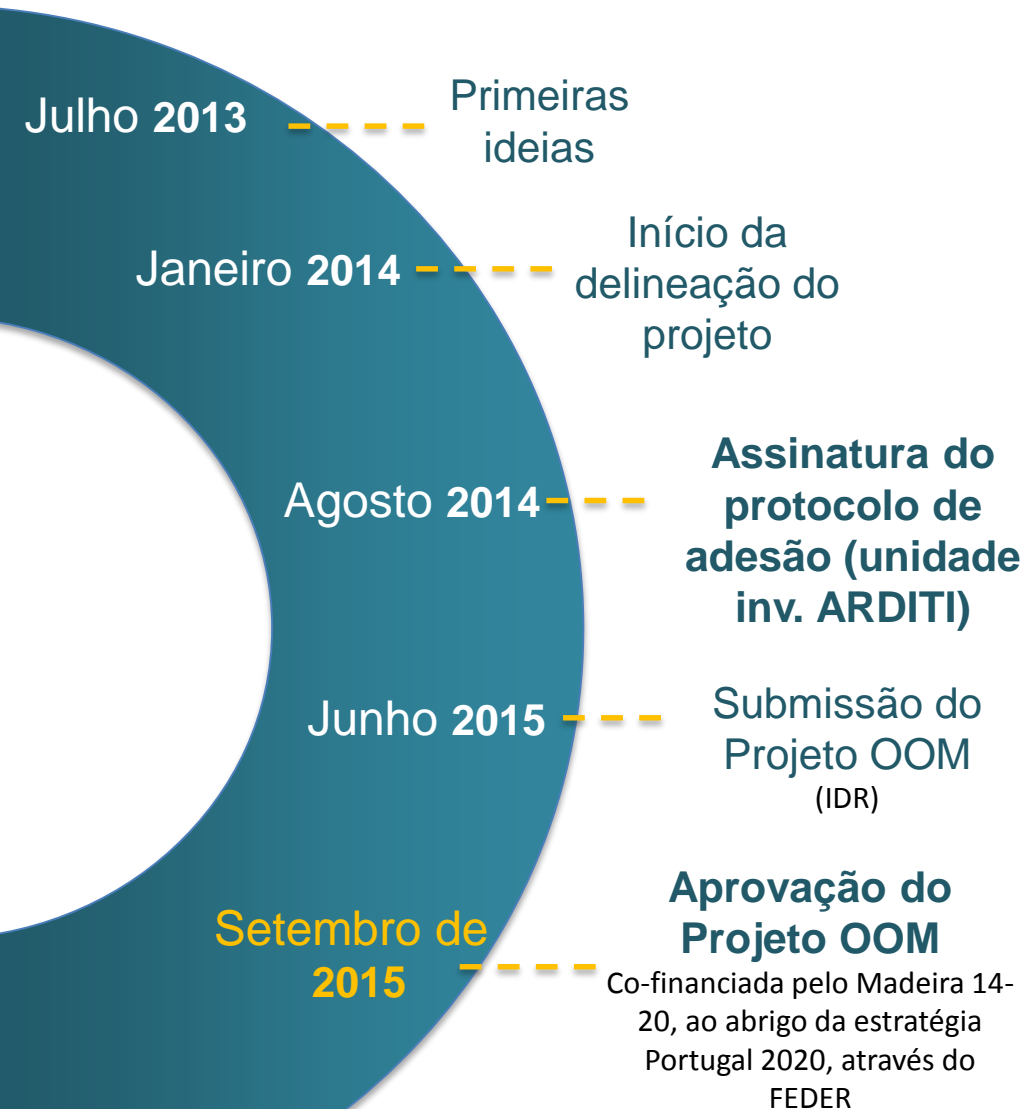 Julho 2013
Primeiras
ideias
Janeiro 2014
Início da
delineação do
projeto
Agosto 2014
Assinatura do
protocolo de
adesão (unidade
inv. ARDITI)
Junho 2015
Submissão do
Projeto OOM
(IDR)
Setembro de
2015
Aprovação do
Projeto OOM
Co-financiada pelo Madeira 14-
20, ao abrigo da estratégia
Portugal 2020, através do
FEDER